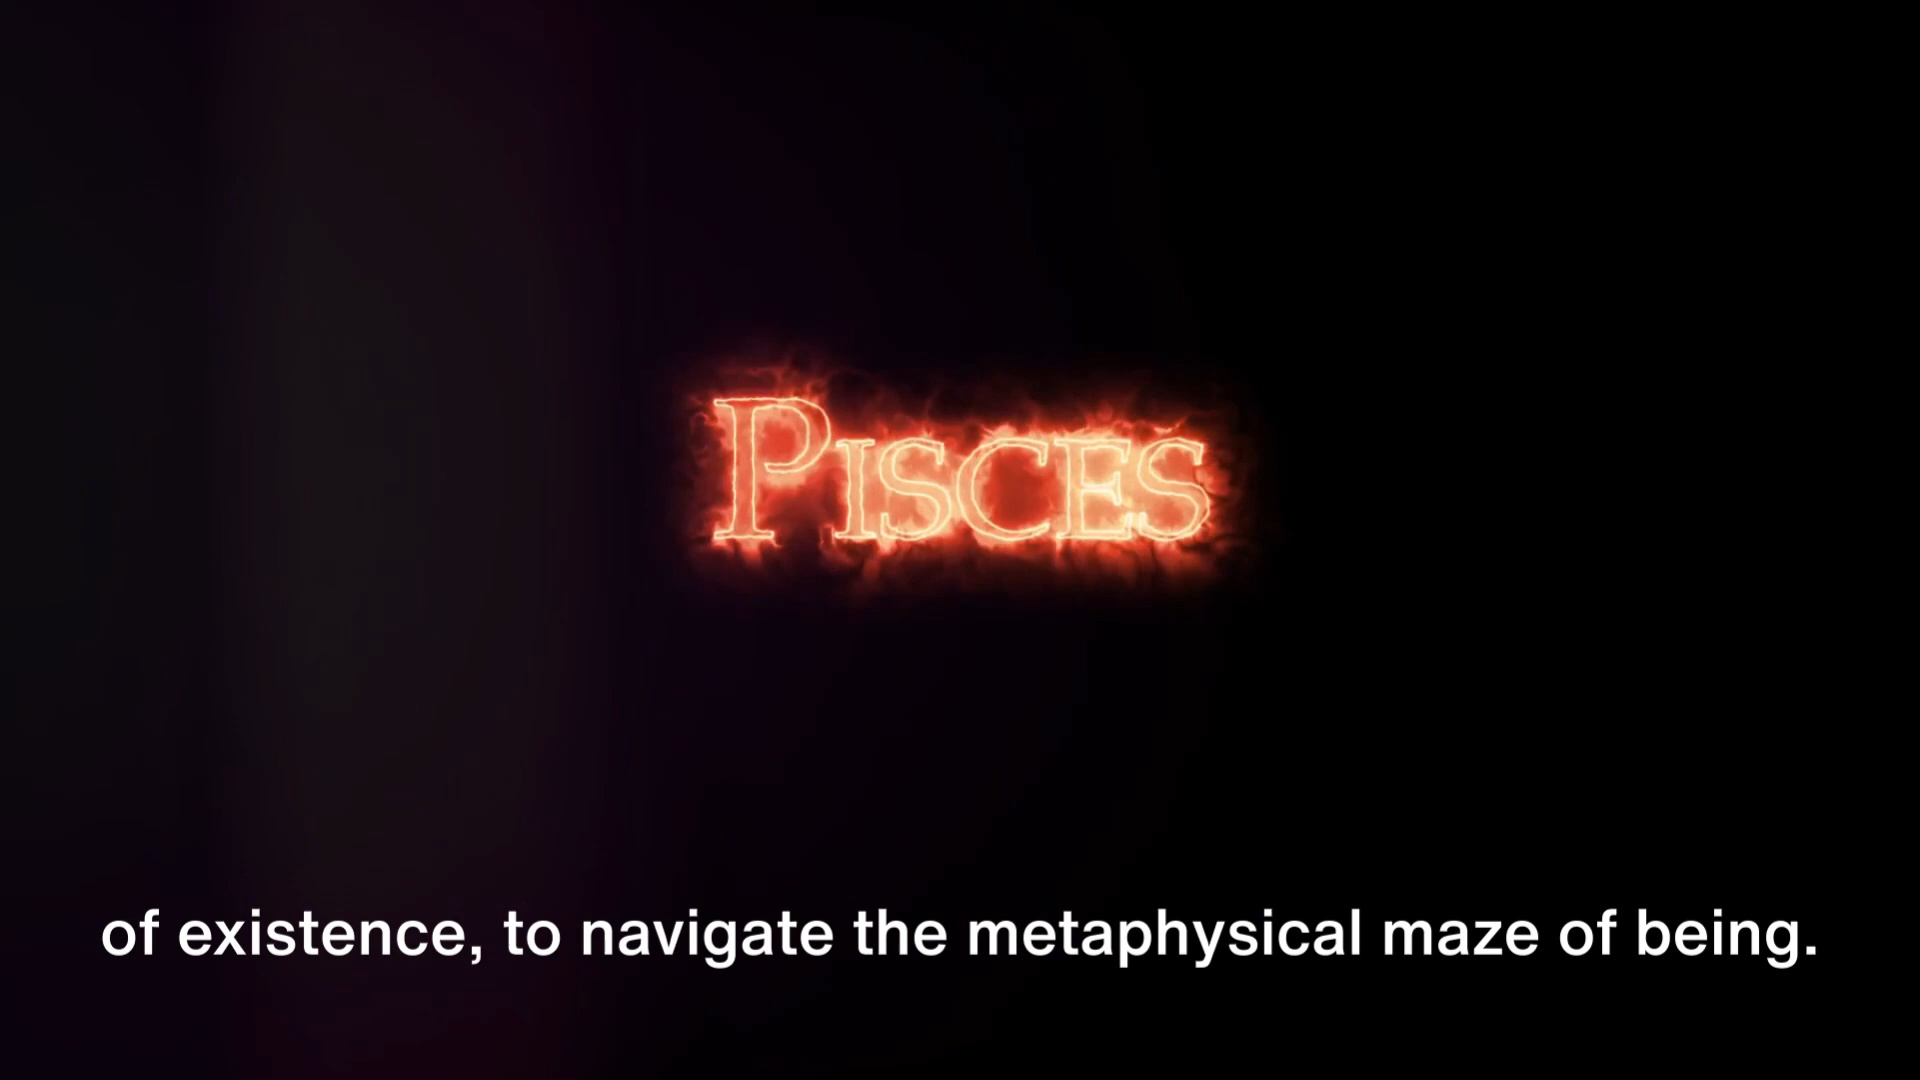 PISCES
of existence, to navigate the metaphysical maze of being.